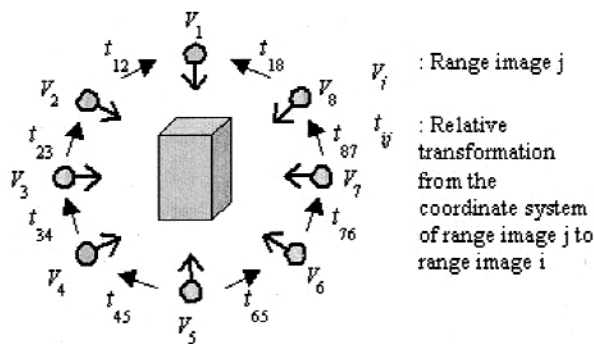 V1
t12
t18
V2
V8
t23
t87
V3
V7
t34
t76
V4
V6
t45
t65
V5
Vi : Range image j
tij : Relative
transformation
from the
coordinate system
of range image j to
range image i